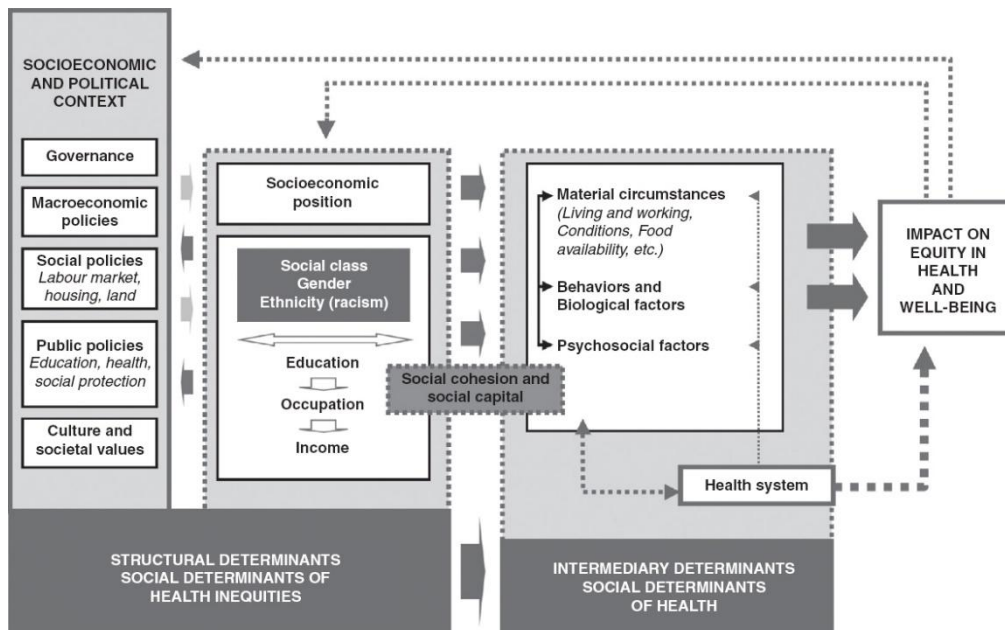 SOCIOECONOMIC
AND POLITICAL
CONTEXT
Governance
Macroeconomic
policies
Social policies
Labour market,
housing, land
Public policies
Education, health,
social protection
Culture and
societal values
Socioeconomic
position
Social class
Gender
Ethnicity (racism)
Education
Occupation
Income
Social cohesion and
social capital
Material circumstances
(Living and working,
Conditions, Food
availability, etc.)
Behaviors and
Biological factors
Psychosocial factors
Health system
IMPACT ON
EQUITY IN
HEALTH
AND
WELL-BEING
STRUCTURAL DETERMINANTS
SOCIAL DETERMINANTS OF
HEALTH INEQUITIES
INTERMEDIARY DETERMINANTS
SOCIAL DETERMINANTS
OF HEALTH